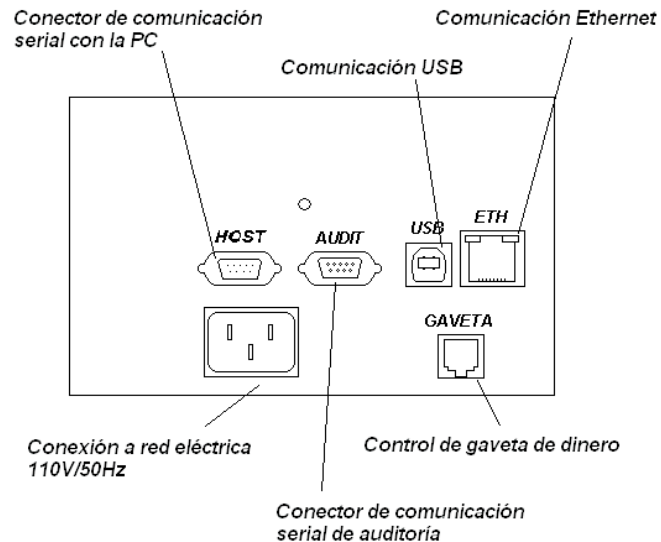 Conector de comunicación
serial con la PC
Comunicación Ethernet
Comunicación USB
HOST
AUDIT
USB
ETH
GAVETA
Conexión a red eléctrica
110V/50Hz
Control de gaveta de dinero
Conector de comunicación
serial de auditoría